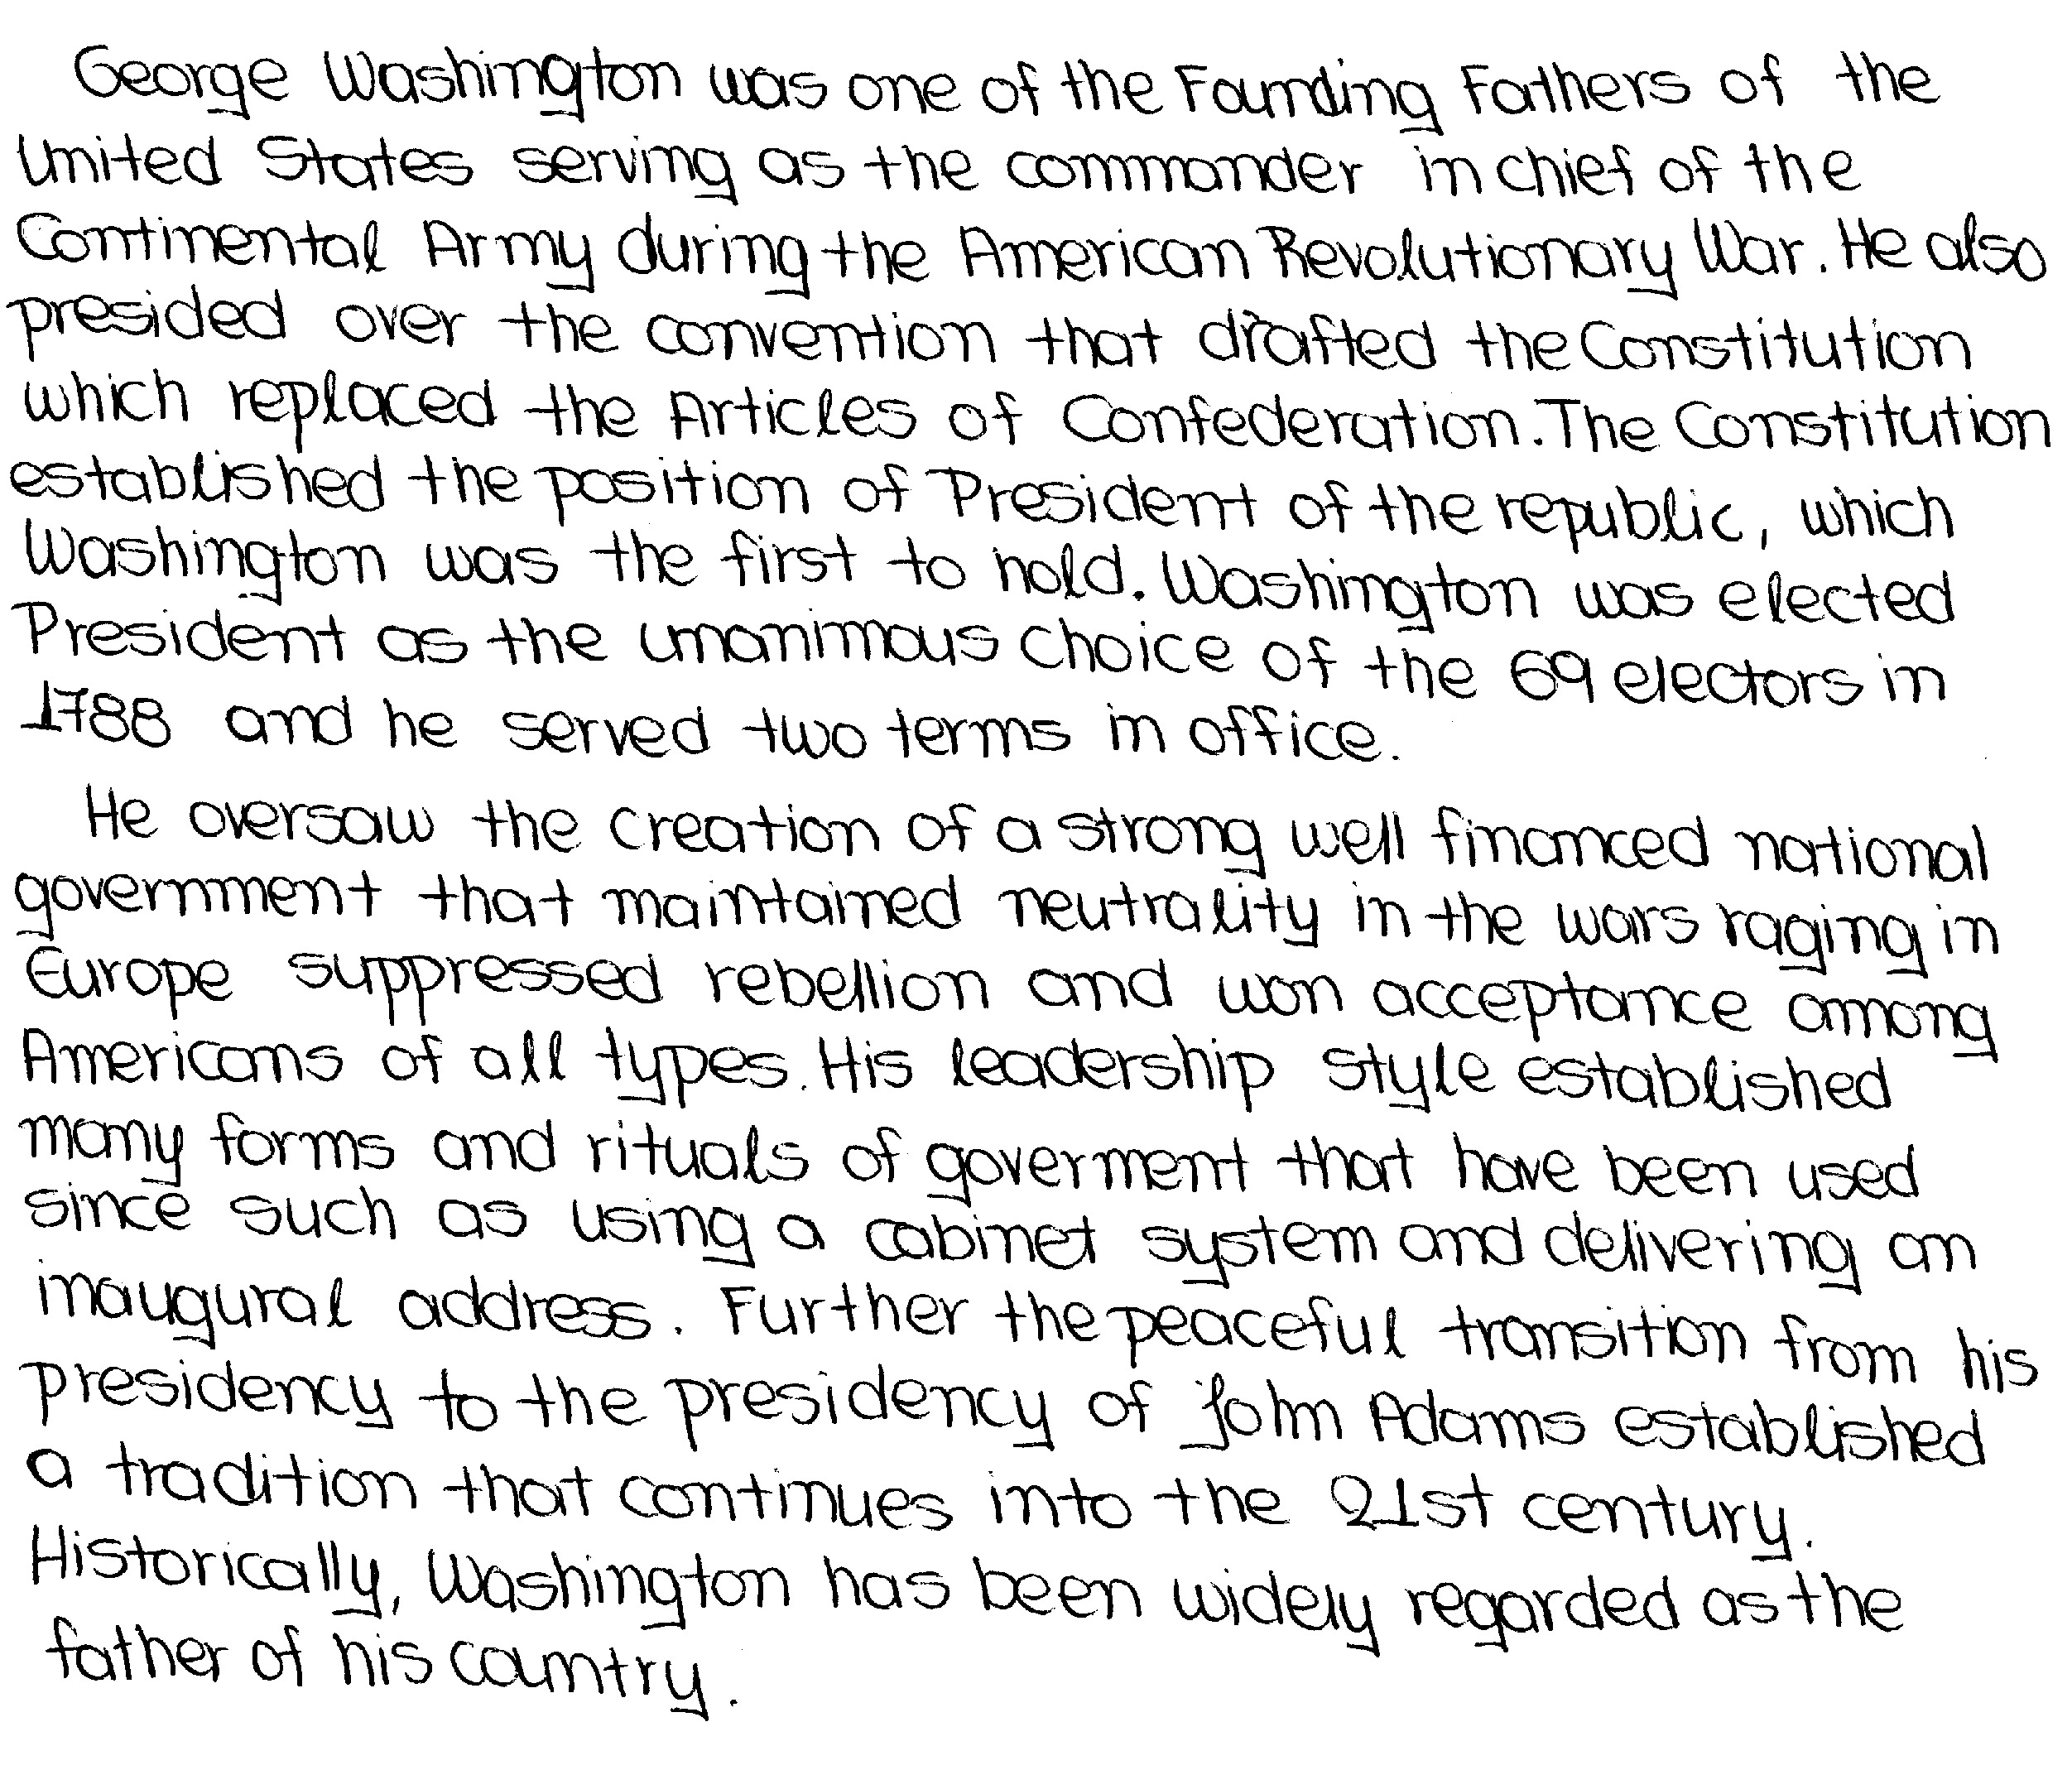 George Washington was one of the Founding Fathers of the
United States serving as the commander in chief of the
Continental Army during the American Revolutionary War. He also
presided over the convention that drafted the Constitution
which replaced the Articles of Confederation. The Constitution
established the position of President of the republic, which
Washington was the first to hold. Washington was elected
President as the unanimous choice of the 69 electors in
1788 and he served two terms in office.
He oversaw the creation of a strong well financed national
government that maintained neutrality in the wars raging in
Europe suppressed rebellion and won acceptance among
Americans of all types. His leadership style established
many forms and rituals of goverment that have been used
since such as using a cabinet system and delivering an
inaugural address. Further the peaceful transition from his
presidency to the presidency of John Adams established
a tradition that continues into the 21st century.
Historically, Washington has been widely regarded as the
father of his country.